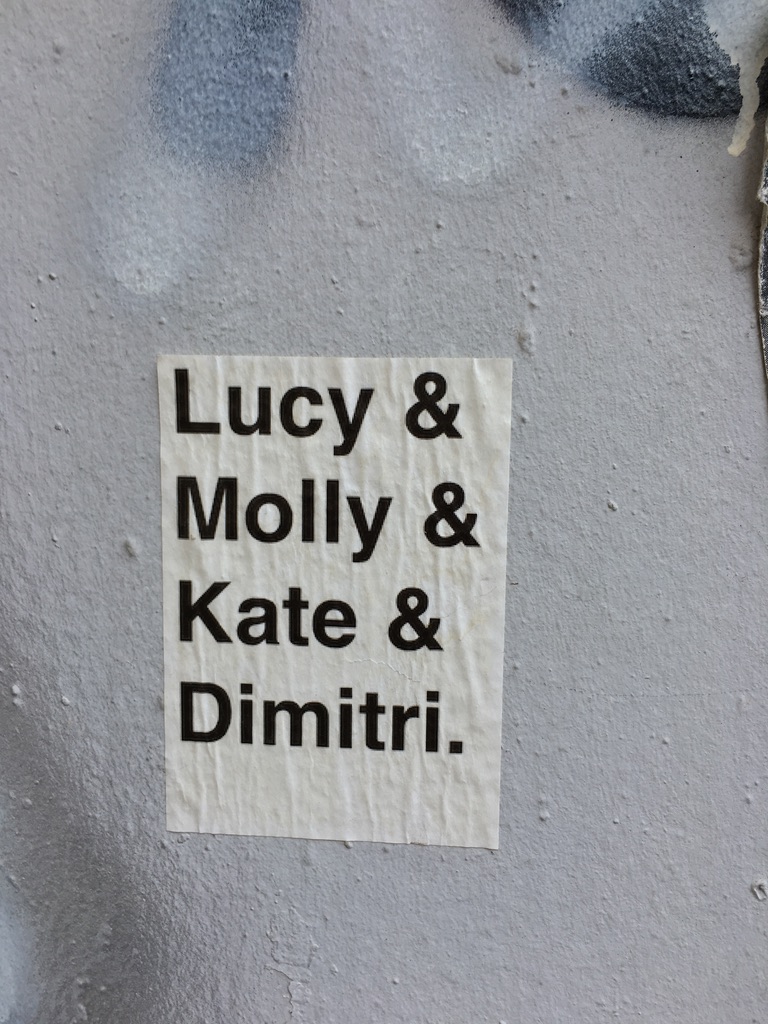 Lucy &
Molly &
Kate &
Dimitri.